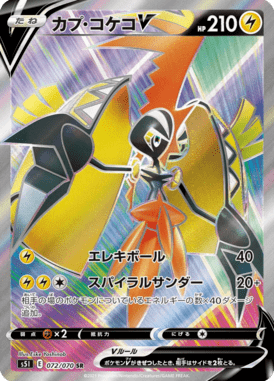 たね カプ・コケコV HP 210
エレキボール 40
スパイラルサンダー 20+
相手の場のポケモンについているエネルギーの数×40ダメージ
追加。
弱点 ×2 抵抗力 にげる
Vルール
ポケモンVがきぜつしたとき、相手はサイドを2枚とる。
s5I E 072/070 SR